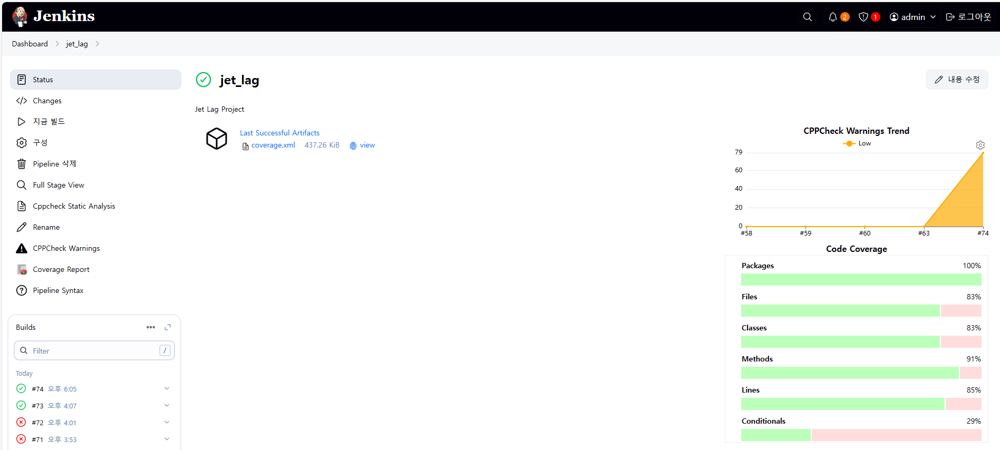 Jenkins
2
1
admin
로그아웃
Dashboard
jet_lag
Status
Changes
지금 빌드
구성
Pipeline 삭제
Full Stage View
Cppcheck Static Analysis
Rename
CPPCheck Warnings
Coverage Report
Pipeline Syntax
Builds
Filter
/
Today
#74 오후 6:05
#73 오후 4:07
#72 오후 4:01
#71 오후 3:53
jet_lag
내용 수정
Jet Lag Project
Last Successful Artifacts
coverage.xml 437.26 KiB view
CPPCheck Warnings Trend
Low
79
60
40
20
0
#58 #59 #60 #63 #74
Code Coverage
Packages 100%
Files 83%
Classes 83%
Methods 91%
Lines 85%
Conditionals 29%